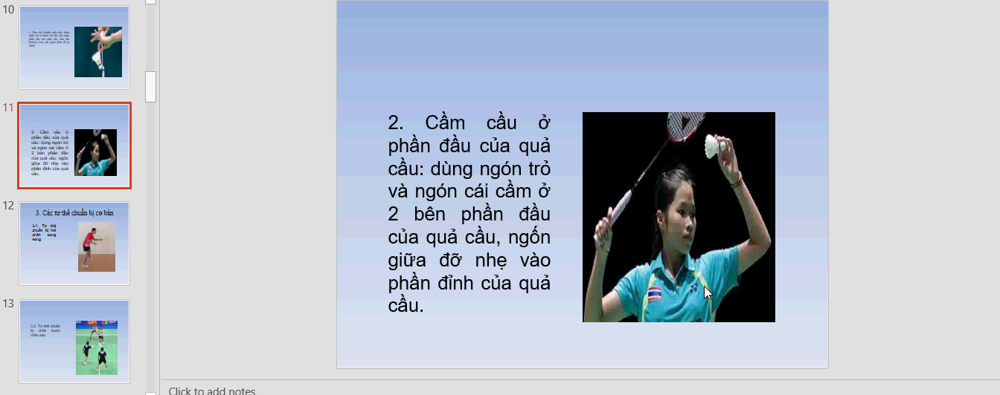 10
11
2. Cầm cầu ở
phần đầu của quả
cầu: dùng ngón trỏ
và ngón cái cầm ở
2 bên phần đầu
của quả cầu, ngón
giữa đỡ nhẹ vào
phần đỉnh của quả
cầu.
12
3. Các tư thế chuẩn bị cơ bản
3.1. Tư thế
chuẩn bị hai
chân song
song
13
3.2. Tư thế chuẩn
bị chân trước
chân sau
2. Cầm cầu ở
phần đầu của quả
cầu: dùng ngón trỏ
và ngón cái cầm ở
2 bên phần đầu
của quả cầu, ngốn
giữa đỡ nhẹ vào
phần đỉnh của quả
cầu.
Click to add notes